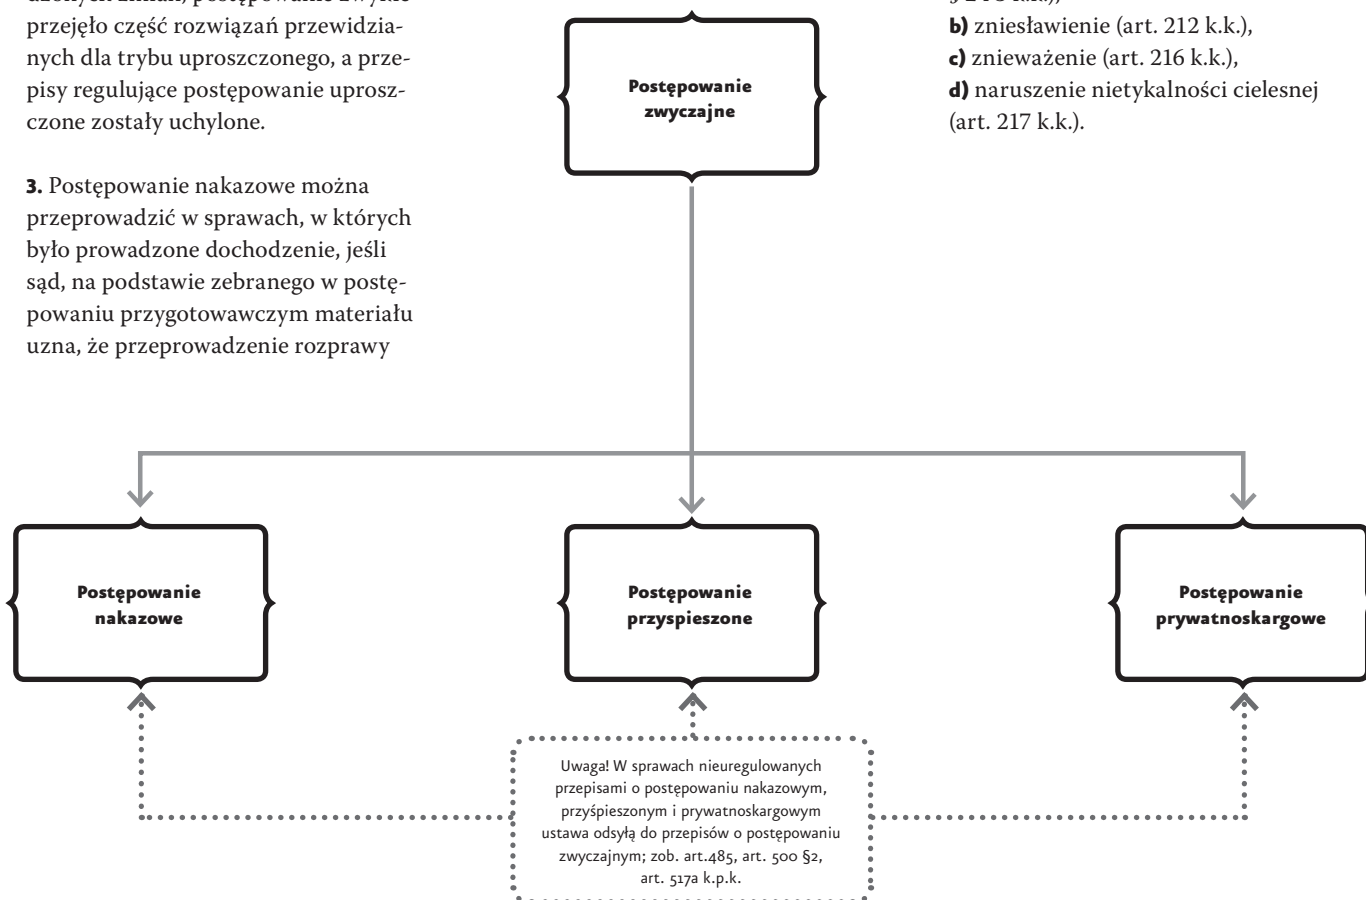 przejęło część rozwiązań przewidzia-
nych dla trybu uproszczonego, a prze-
pisy regulujące postępowanie uprosz-
czone zostały uchylone.
3. Postępowanie nakazowe można
przeprowadzić w sprawach, w których
było prowadzone dochodzenie, jeśli
sąd, na podstawie zebranego w postę-
powaniu przygotowawczym materiału
uzna, że przeprowadzenie rozprawy
b) zniesławienie (art. 212 k.k.),
c) znieważenie (art. 216 k.k.),
d) naruszenie nietykalności cielesnej
(art. 217 k.k.).
Postępowanie
zwyczajne
Postępowanie
nakazowe
Postępowanie
przyspieszone
Postępowanie
prywatnoskargowe
Uwaga! W sprawach nieuregulowanych
przepisami o postępowaniu nakazowym,
przyśpieszonym i prywatnoskargowym
ustawa odsyłą do przepisów o postępowaniu
zwyczajnym; zob. art.485, art. 500 §2,
art. 517a k.p.k.